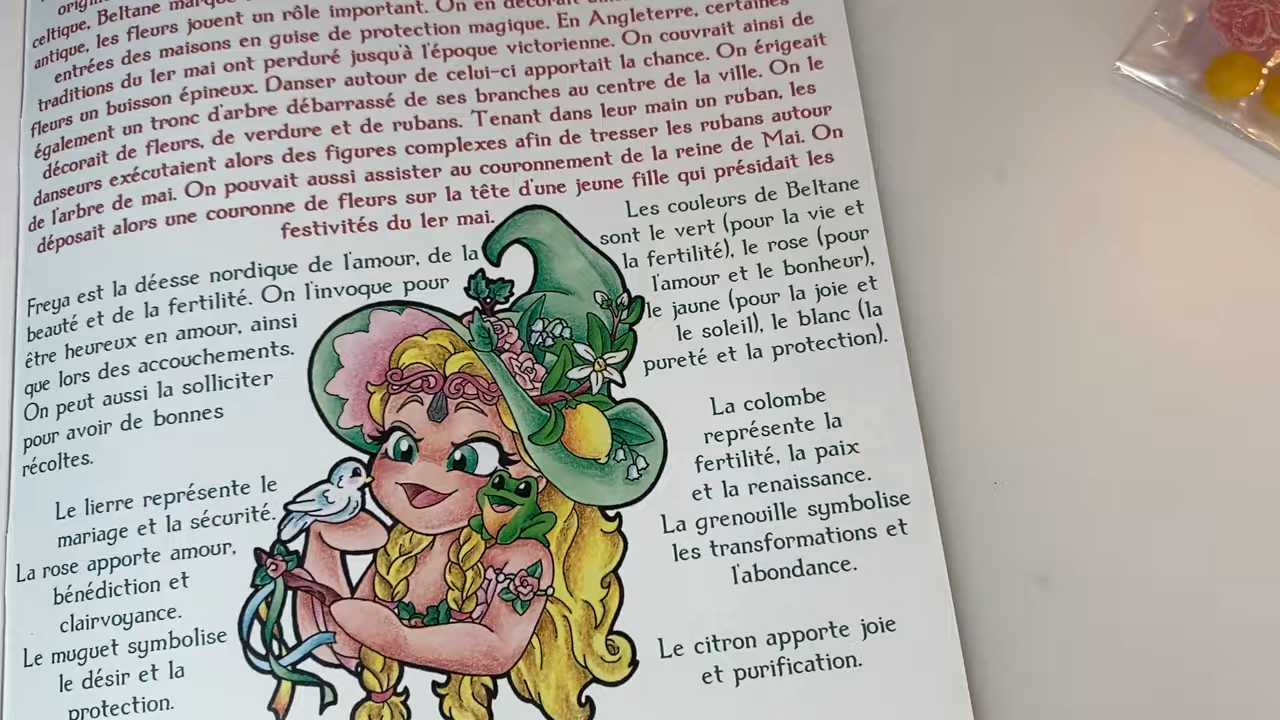 celtique, Beltane
antique, les fleurs jouent un rôle important. On en
entrées des maisons en guise de protection magique. En Angleterre, certaines
traditions du 1er mai ont perduré jusqu'à l'époque victorienne. On couvrait ainsi de
fleurs un buisson épineux. Danser autour de celui-ci apportait la chance. On érigeait
également un tronc d'arbre débarrassé de ses branches au centre de la ville. On le
décorait de fleurs, de verdure et de rubans. Tenant dans leur main un ruban, les
danseurs exécutaient alors des figures complexes afin de tresser les rubans autour
de l'arbre de mai. On pouvait aussi assister au couronnement de la reine de Mai. On
déposait alors une couronne de fleurs sur la tête d'une jeune fille qui présidait les
festivités du 1er mai.
Freya est la déesse nordique de l'amour, de la
beauté et de la fertilité. On l'invoque pour
être heureux en amour, ainsi
que lors des accouchements.
On peut aussi la solliciter
pour avoir de bonnes
récoltes.
Le lierre représente le
mariage et la sécurité.
La rose apporte amour,
bénédiction et
clairvoyance.
Le muguet symbolise
le désir et la
protection.
Les couleurs de Beltane
sont le vert (pour la vie et
la fertilité), le rose (pour
l'amour et le bonheur),
le jaune (pour la joie et
le soleil), le blanc (la
pureté et la protection).
La colombe
représente la
fertilité, la paix
et la renaissance.
La grenouille symbolise
les transformations et
l'abondance.
Le citron apporte joie
et purification.